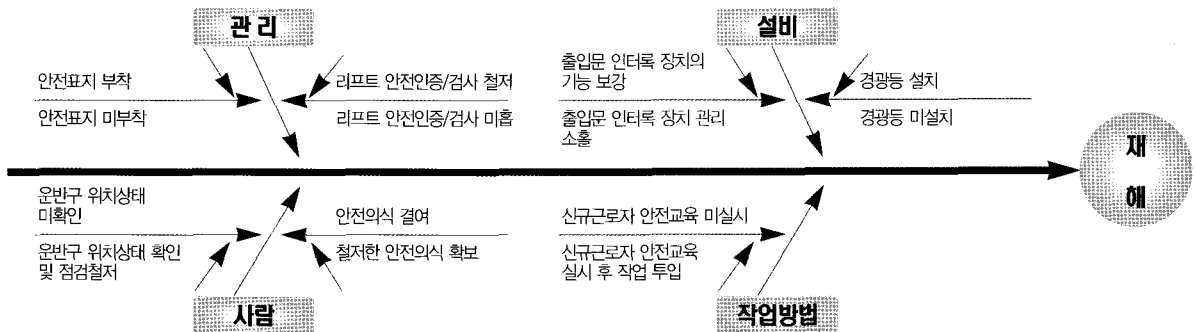 관 리
설비
안전표지 부착
안전표지 미부착
리프트 안전인증/검사 철저
리프트 안전인증/검사 미흡
출입문 인터록 장치의
기능 보강
출입문 인터록 장치 관리
소홀
경광등 설치
경광등 미설치
재
해
운반구 위치상태
미확인
운반구 위치상태 확인
및 점검철저
안전의식 결여
철저한 안전의식 확보
신규근로자 안전교육 미실시
신규근로자 안전교육
실시 후 작업 투입
사람
작업방법